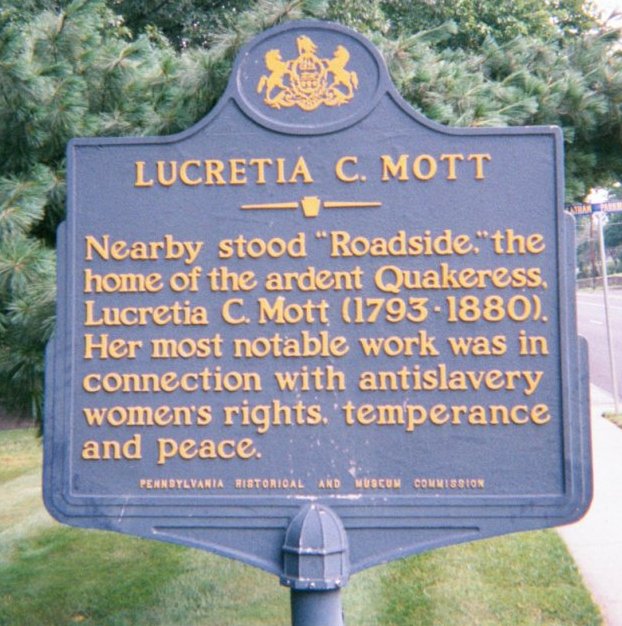 LUCRETIA C. MOTT
Nearby stood "Roadside," the
home of the ardent Quakeress,
Lucretia C. Mott (1793-1880).
Her most notable work was in
connection with antislavery
women's rights, temperance
and peace.
PENNSYLVANIA HISTORICAL AND MUSEUM COMMISSION